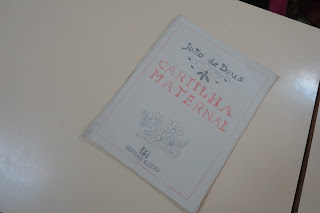 João de Deus
CARTILHA
MATERNAL